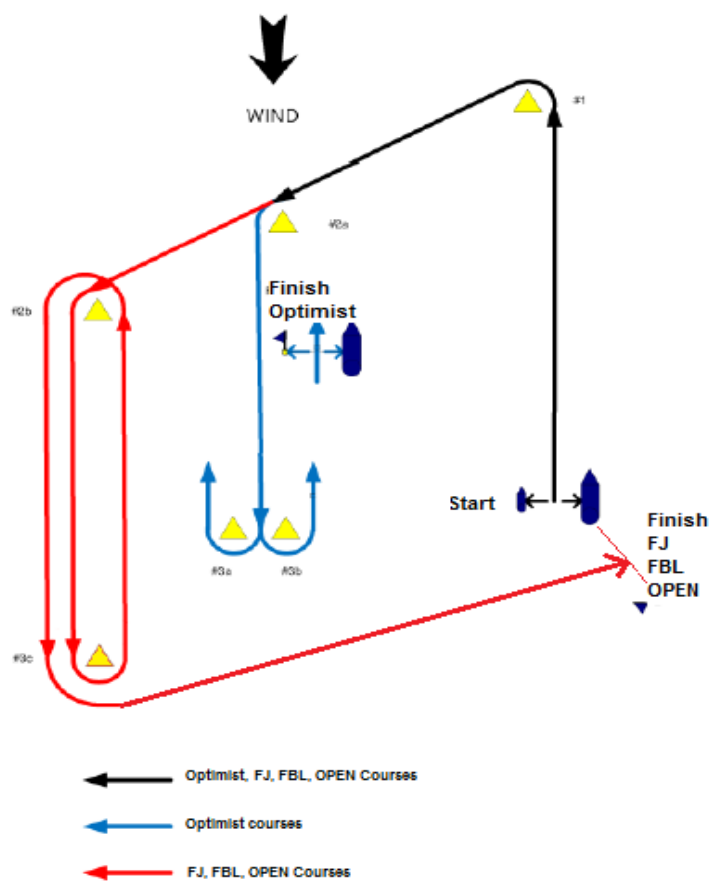 WIND
#1
#2a
Finish
Optimist
#2b
Start
Finish
FJ
FBL
OPEN
#3a
#3b
#3c
Optimist, FJ, FBL, OPEN Courses
Optimist courses
FJ, FBL, OPEN Courses